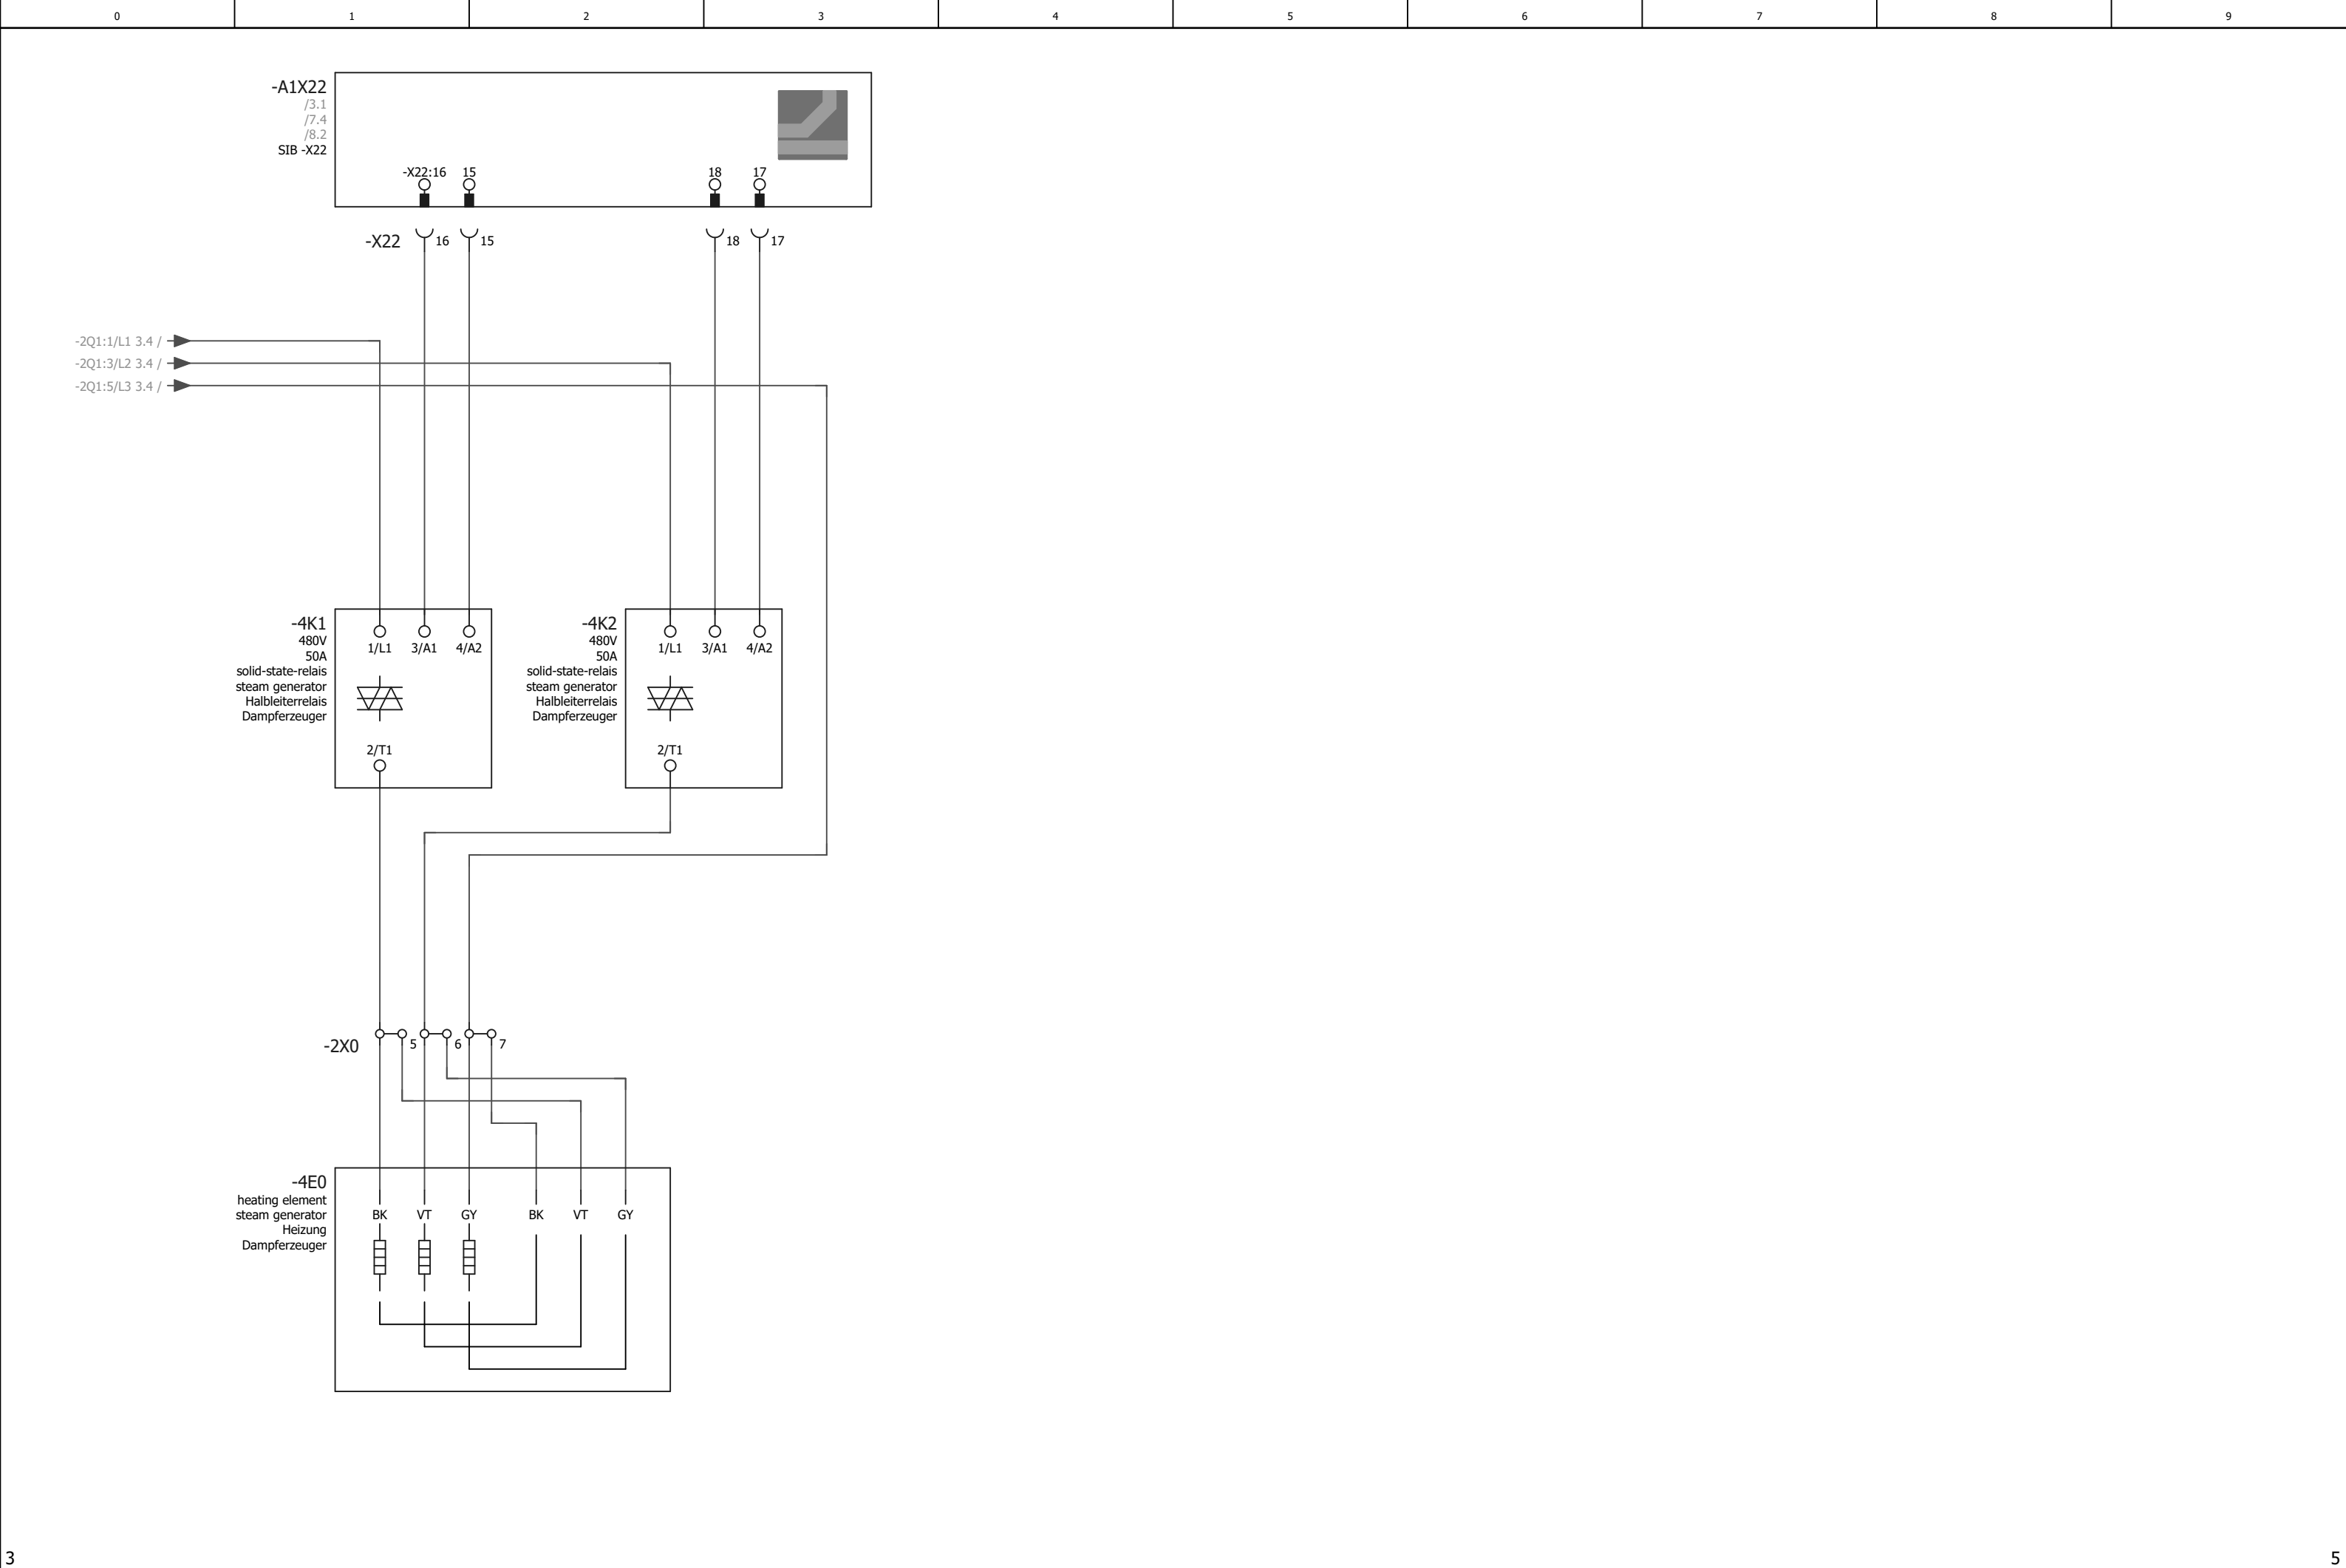 0 1 2 3 4 5 6 7 8 9
-A1X22
/3.1
/7.4
/8.2
SIB -X22
-X22:16 15 18 17
-X22 16 15 18 17
-2Q1:1/L1 3.4 /
-2Q1:3/L2 3.4 /
-2Q1:5/L3 3.4 /
-4K1
480V
50A
solid-state-relais
steam generator
Halbleiterrelais
Dampferzeuger
1/L1 3/A1 4/A2
2/T1
-4K2
480V
50A
solid-state-relais
steam generator
Halbleiterrelais
Dampferzeuger
1/L1 3/A1 4/A2
2/T1
-2X0 5 6 7
-4E0
heating element
steam generator
Heizung
Dampferzeuger
BK VT GY BK VT GY
3 5